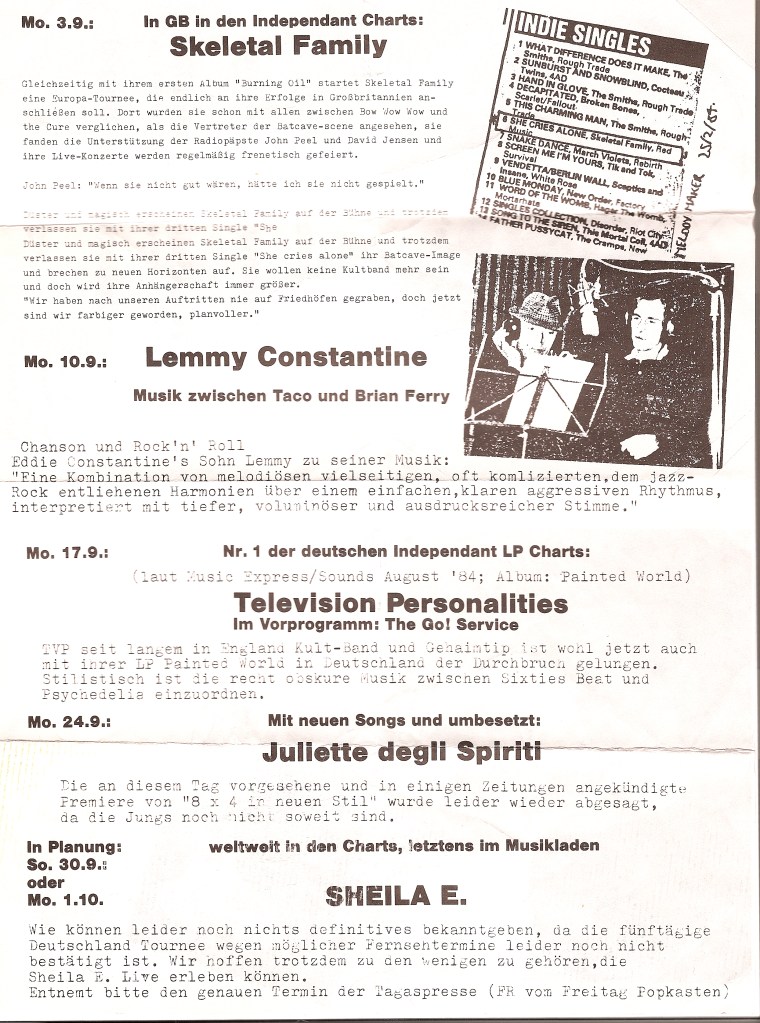 Mo. 3.9.: In GB in den Independant Charts:
Skeletal Family
Gleichzeitig mit ihrem ersten Album "Burning Oil" startet Skeletal Family
eine Europa-Tournee, die endlich an ihre Erfolge in Großbritannien an-
schließen soll. Dort wurden sie schon mit allen zwischen Bow Wow Wow und
the Cure verglichen, als die Vertreter der Batcave-scene angesehen, sie
fanden die Unterstützung der Radiopäpste John Peel und David Jensen und
ihre Live-Konzerte werden regelmäßig frenetisch gefeiert.
John Peel: "Wenn sie nicht gut wären, hätte ich sie nicht gespielt."
Düster und magisch erscheinen Skeletal Family auf der Bühne und trotzdem
verlassen sie mit ihrer dritten Single "She
Düster und magisch erscheinen Skeletal Family auf der Bühne und trotzdem
verlassen sie mit ihrer dritten Single "She cries alone" ihr Batcave-Image
und brechen zu neuen Horizonten auf. Sie wollen keine Kultband mehr sein
und doch wird ihre Anhängerschaft immer größer.
"Wir haben nach unseren Auftritten nie auf Friedhöfen gegraben, doch jetzt
sind wir farbiger geworden, planvoller."
INDIE SINGLES
1 WHAT DIFFERENCE DOES IT MAKE, The
Smiths, Rough Trade
2 SUNBURST AND SNOWBLIND, Cocteau
Twins, 4AD
3 HAND IN GLOVE, The Smiths, Rough Trade
4 DECAPITATED, Broken Bones,
Scarlet/Fallout
5 THIS CHARMING MAN, The Smiths, Rough
Trade
6 SHE CRIES ALONE, Skeletal Family, Red
Music
7 SNAKE DANCE, March Violets, Rebirth
8 SCREEN ME I'M YOURS, Tik and Tok,
Survival
9 VENDETTA/BERLIN WALL, Sceptics and
Insane, White Rose
10 BLUE MONDAY, New Order, Factory
11 WORD OF THE WOMB, Hagar The Womb,
Mortarhate
12 SINGLES COLLECTION, Disorder, Riot City
13 SONG TO THE SIREN, This Mortal Coil, 4AD
14 FATHER PUSSYCAT, The Cramps, New
MELODY MAKER 25/2/84.
Mo. 10.9.: Lemmy Constantine
Musik zwischen Taco und Brian Ferry
Chanson und Rock'n' Roll
Eddie Constantine's Sohn Lemmy zu seiner Musik:
"Eine Kombination von melodiösen vielseitigen, oft komlizierten,dem jazz-
Rock entliehenen Harmonien über einem einfachen,klaren aggressiven Rhythmus,
interpretiert mit tiefer, voluminöser und ausdrucksreicher Stimme."
Mo. 17.9.: Nr. 1 der deutschen Independant LP Charts:
(laut Music Express/Sounds August '84; Album: Painted World)
Television Personalities
Im Vorprogramm: The Go! Service
TVP seit langem in England Kult-Band und Gehaimtip ist wohl jetzt auch
mit ihrer LP Painted World in Deutschland der Durchbruch gelungen.
Stilistisch ist die recht obskure Musik zwischen Sixties Beat und
Psychedelia einzuordnen.
Mo. 24.9.: Mit neuen Songs und umbesetzt:
Juliette degli Spiriti
Die an diesem Tag vorgesehene und in einigen Zeitungen angekündigte
Premiere von "8 x 4 im neuen Stil" wurde leider wieder abgesagt,
da die Jungs noch nicht soweit sind.
In Planung: weltweit in den Charts, letztens im Musikladen
So. 30.9.:
oder
Mo. 1.10. SHEILA E.
Wie können leider noch nichts definitives bekanntgeben, da die fünftägige
Deutschland Tournee wegen möglicher Fernsehtermine leider noch nicht
bestätigt ist. Wir hoffen trotzdem zu den wenigen zu gehören,die
Sheila E. Live erleben können.
Entnemt bitte den genauen Termin der Tagaspresse (FR vom Freitag Popkasten)